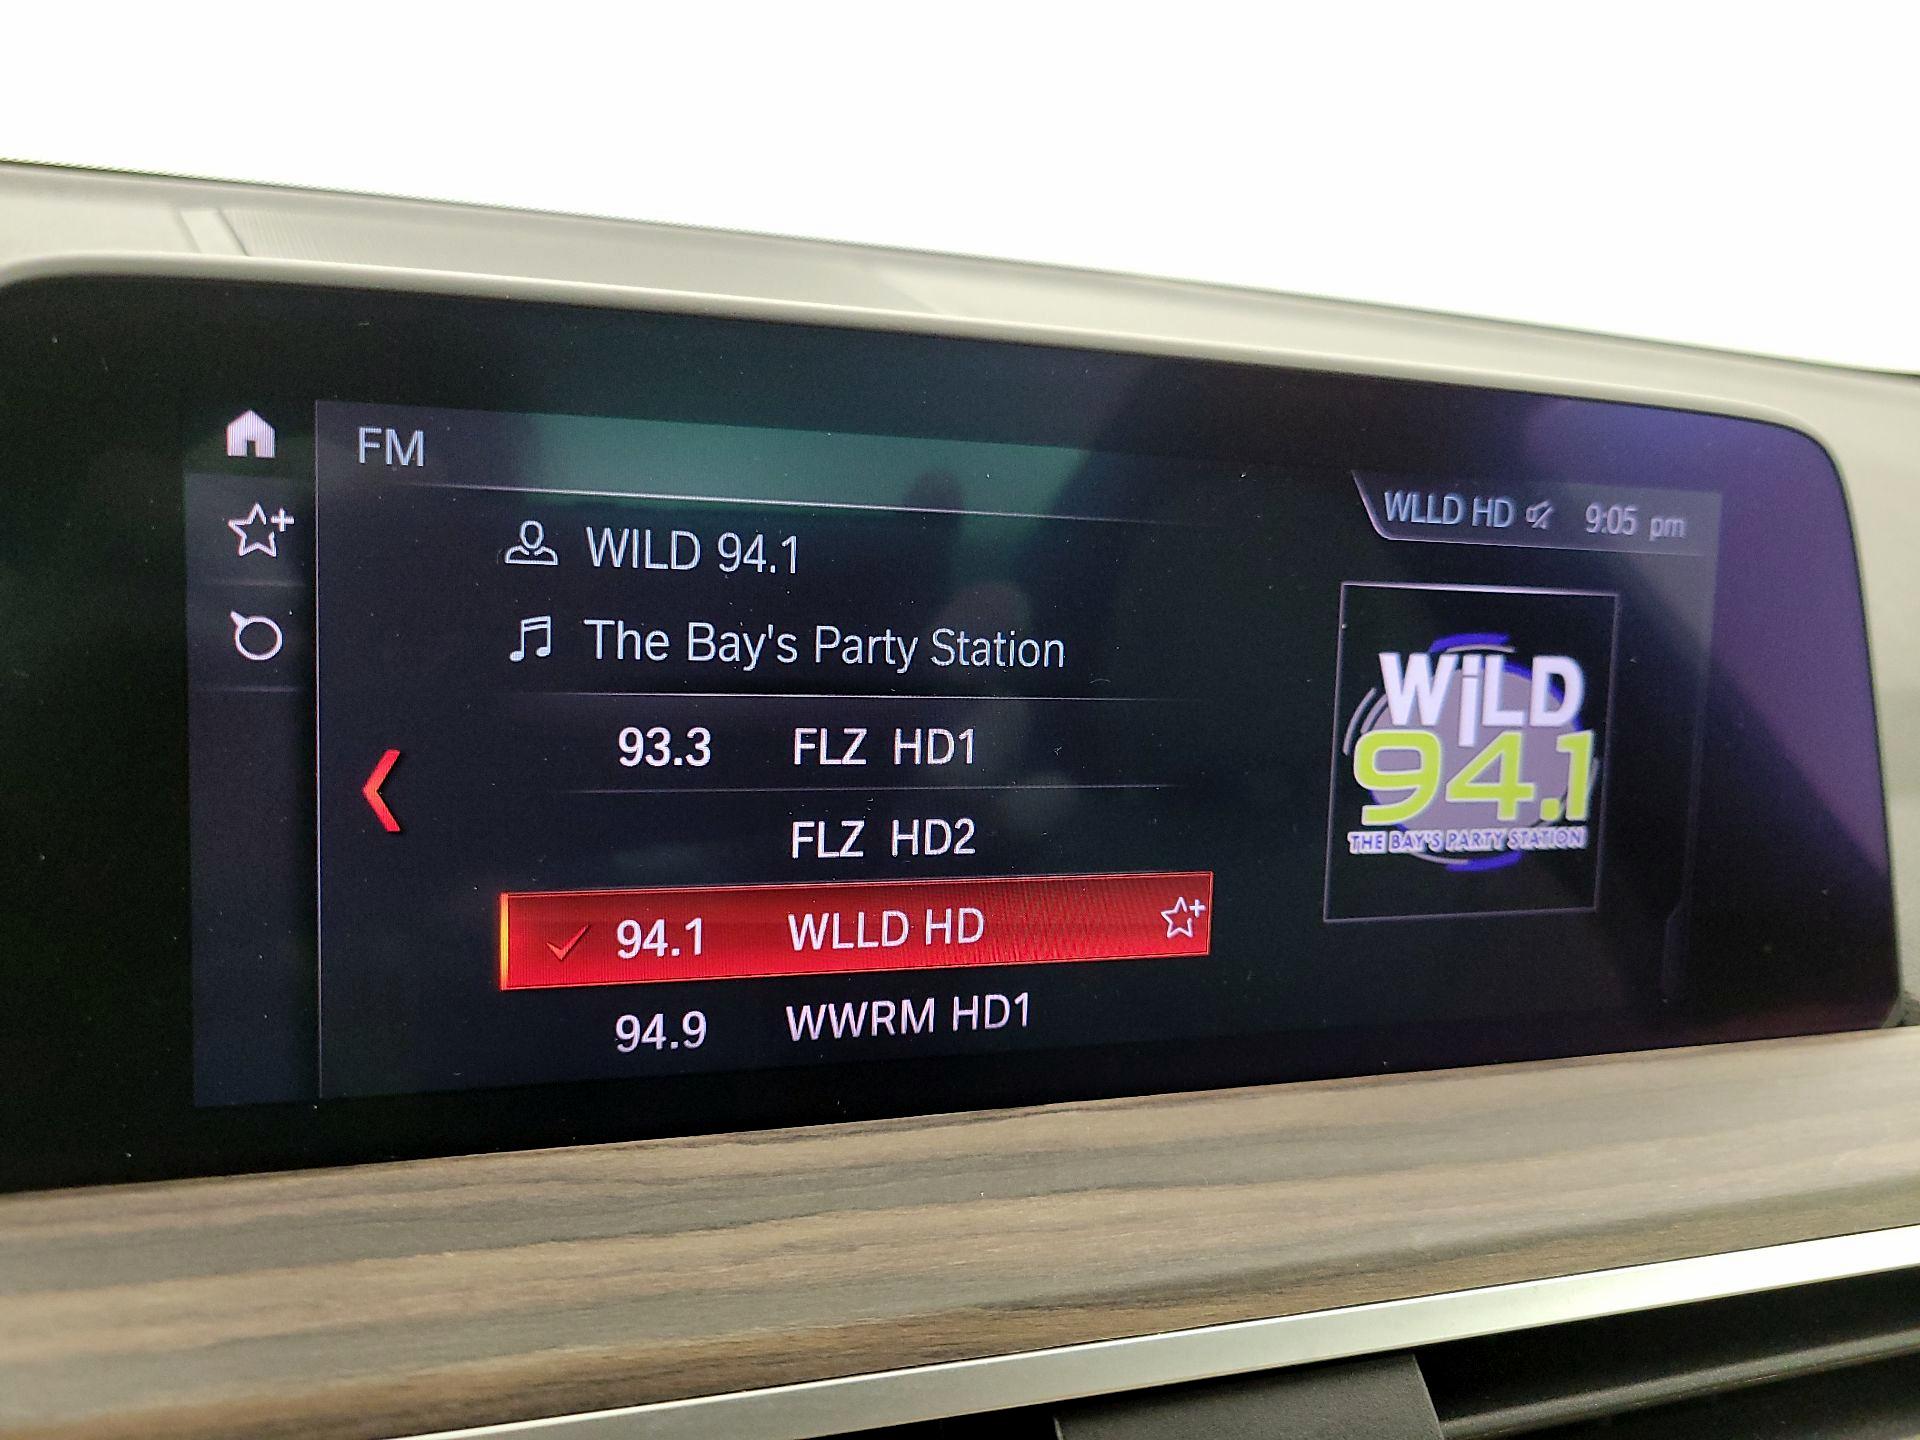 FM
WLLD HD 9:05 pm
WILD 94.1
The Bay's Party Station
93.3 FLZ HD1
FLZ HD2
94.1 WLLD HD
94.9 WWRM HD1
WiLD
94.1
THE BAY'S PARTY STATION